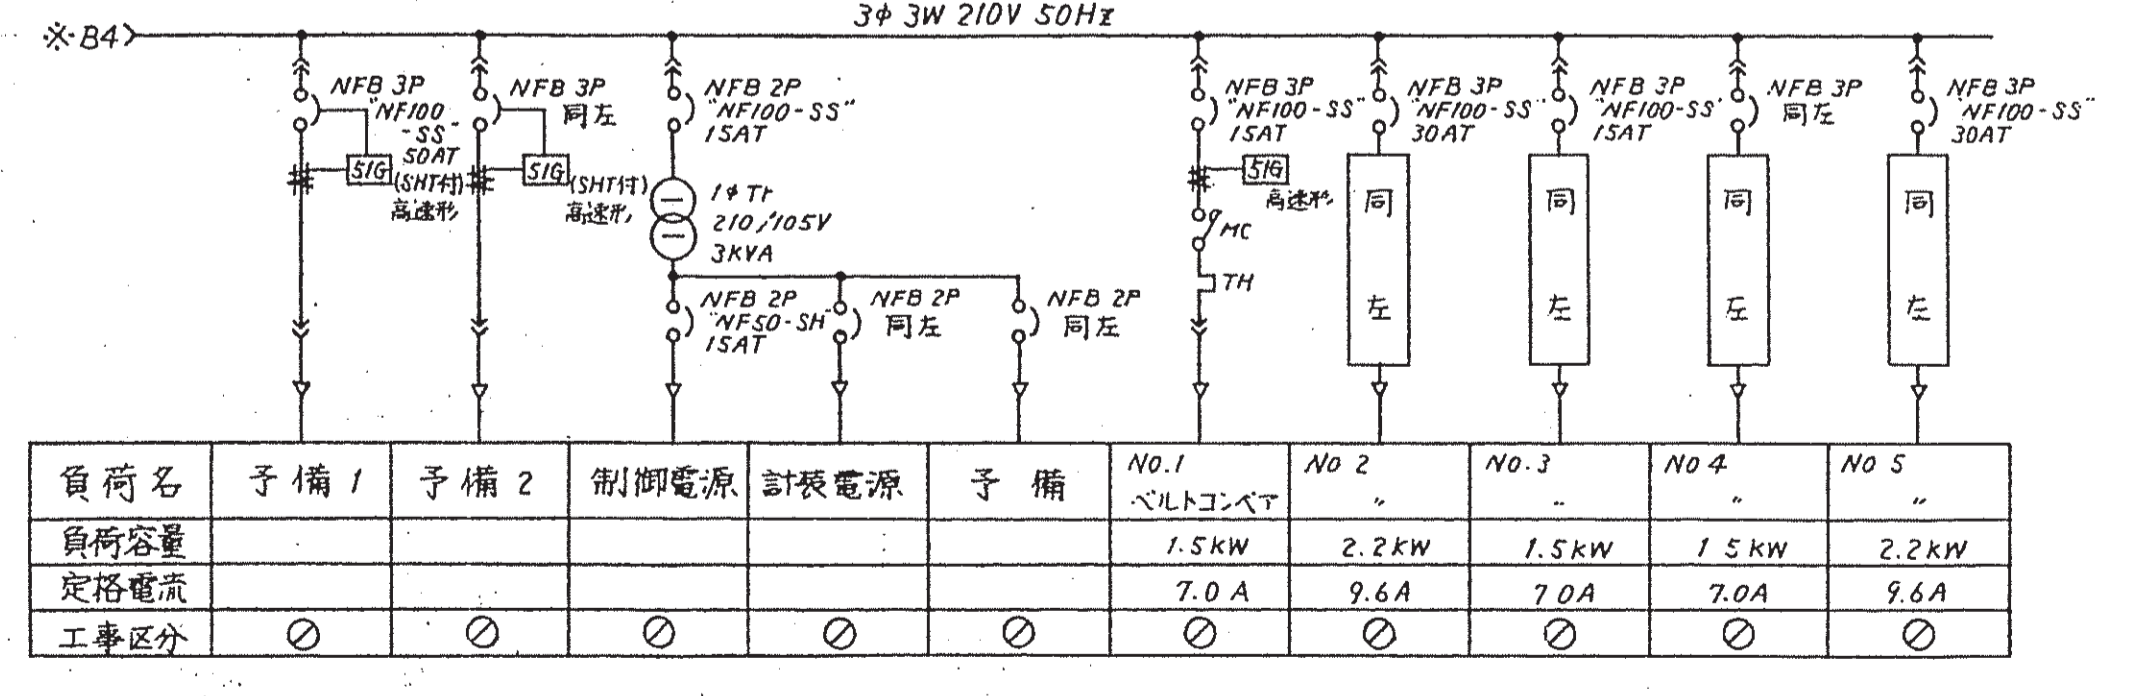 3φ 3W 210V 50Hz
※B4
NFB 3P
"NF100
-SS"
50AT
51G
(SHT付)
高速形
NFB 3P
同左
51G
(SHT付)
高速形
NFB 2P
"NF100-SS"
15AT
1φ Tr
210/105V
3KVA
NFB 2P
"NF50-SH"
15AT
NFB 2P
同左
NFB 2P
同左
NFB 3P
"NF100-SS"
15AT
51G
高速形
MC
TH
NFB 3P
"NF100-SS"
30AT
同
左
NFB 3P
"NF100-SS"
15AT
同
左
NFB 3P
同左
同
左
NFB 3P
"NF100-SS"
30AT
同
左
負荷名 予備1 予備2 制御電源 計装電源 予備 NO.1 ベルトコンベア NO 2 〃 NO.3 〃 NO 4 〃 NO 5 〃
負荷容量 1.5kW 2.2kW 1.5kW 1 5kW 2.2kW
定格電流 7.0A 9.6A 7 0A 7.0A 9.6A
工事区分